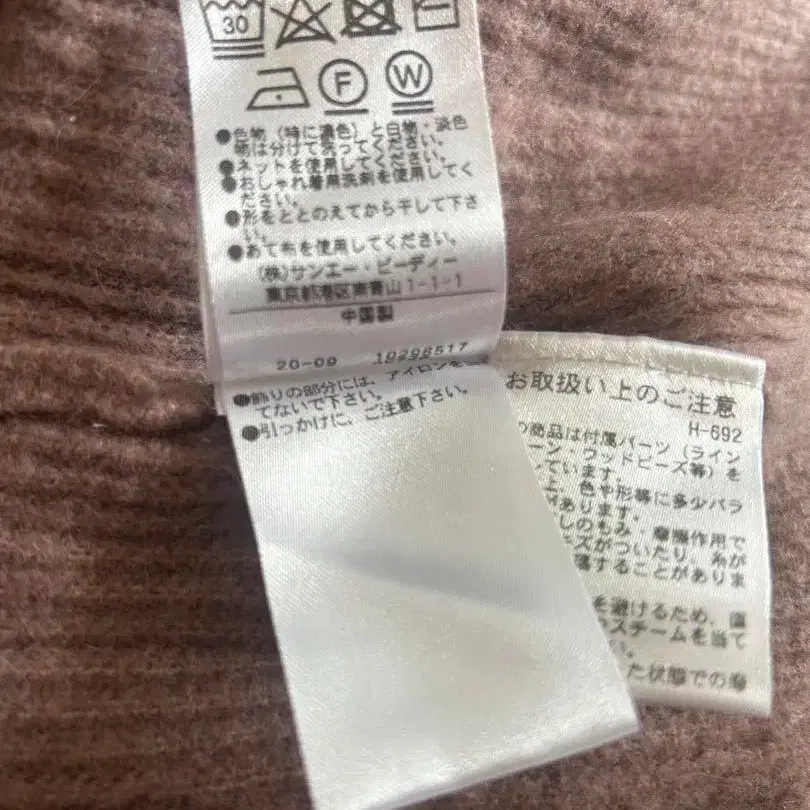 30
F
W
●色物（特に濃色）と白物・淡色
物は分けて洗ってください。
●ネットを使用してください。
●おしゃれ着用洗剤を使用してく
ださい。
●形をととのえてから干して下さ
い。
●あて布を使用してください。
(株)サンエー・ビーディー
東京都港区南青山1-1-1
中国製
20-09 19296517
●飾りの部分には、アイロンを
てないで下さい。
●引っかけに、ご注意下さい。
お取扱い上のご注意
H-692
の商品は付属パーツ（ライン
ーン・ウッドビーズ等）を
しています。
上、色や形等に多少バラ
があります。
しのもみ・摩擦作用で
ズがついたり、糸が
落することがありま
を避けるため、直
スチームを当て
た状態での